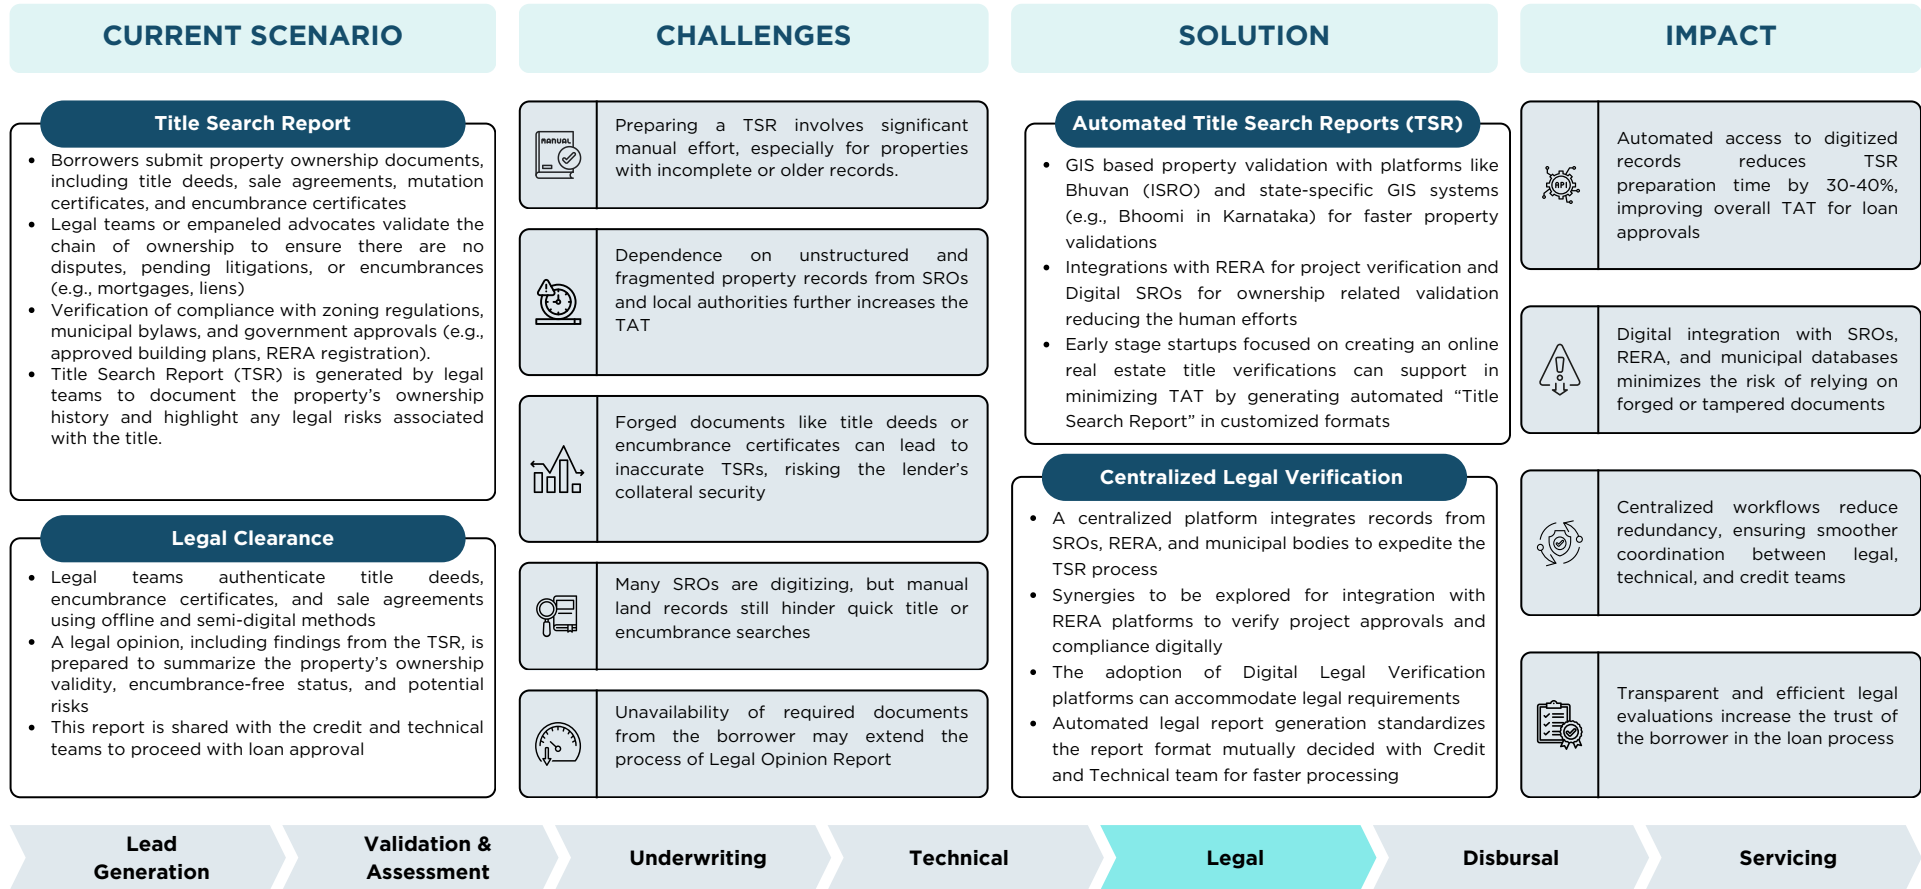 CURRENT SCENARIO
Title Search Report
• Borrowers submit property ownership documents,
including title deeds, sale agreements, mutation
certificates, and encumbrance certificates
• Legal teams or empaneled advocates validate the
chain of ownership to ensure there are no
disputes, pending litigations, or encumbrances
(e.g., mortgages, liens)
• Verification of compliance with zoning regulations,
municipal bylaws, and government approvals (e.g.,
approved building plans, RERA registration).
• Title Search Report (TSR) is generated by legal
teams to document the property’s ownership
history and highlight any legal risks associated
with the title.
Legal Clearance
• Legal teams authenticate title deeds,
encumbrance certificates, and sale agreements
using offline and semi-digital methods
• A legal opinion, including findings from the TSR, is
prepared to summarize the property’s ownership
validity, encumbrance-free status, and potential
risks
• This report is shared with the credit and technical
teams to proceed with loan approval
CHALLENGES
MANUAL
Preparing a TSR involves significant
manual effort, especially for properties
with incomplete or older records.
Dependence on unstructured and
fragmented property records from SROs
and local authorities further increases the
TAT
Forged documents like title deeds or
encumbrance certificates can lead to
inaccurate TSRs, risking the lender’s
collateral security
Many SROs are digitizing, but manual
land records still hinder quick title or
encumbrance searches
Unavailability of required documents
from the borrower may extend the
process of Legal Opinion Report
SOLUTION
Automated Title Search Reports (TSR)
• GIS based property validation with platforms like
Bhuvan (ISRO) and state-specific GIS systems
(e.g., Bhoomi in Karnataka) for faster property
validations
• Integrations with RERA for project verification and
Digital SROs for ownership related validation
reducing the human efforts
• Early stage startups focused on creating an online
real estate title verifications can support in
minimizing TAT by generating automated “Title
Search Report” in customized formats
Centralized Legal Verification
• A centralized platform integrates records from
SROs, RERA, and municipal bodies to expedite the
TSR process
• Synergies to be explored for integration with
RERA platforms to verify project approvals and
compliance digitally
• The adoption of Digital Legal Verification
platforms can accommodate legal requirements
• Automated legal report generation standardizes
the report format mutually decided with Credit
and Technical team for faster processing
IMPACT
API
Automated access to digitized
records reduces TSR
preparation time by 30-40%,
improving overall TAT for loan
approvals
Digital integration with SROs,
RERA, and municipal databases
minimizes the risk of relying on
forged or tampered documents
Centralized workflows reduce
redundancy, ensuring smoother
coordination between legal,
technical, and credit teams
Transparent and efficient legal
evaluations increase the trust of
the borrower in the loan process
Lead
Generation
Validation &
Assessment
Underwriting
Technical
Legal
Disbursal
Servicing